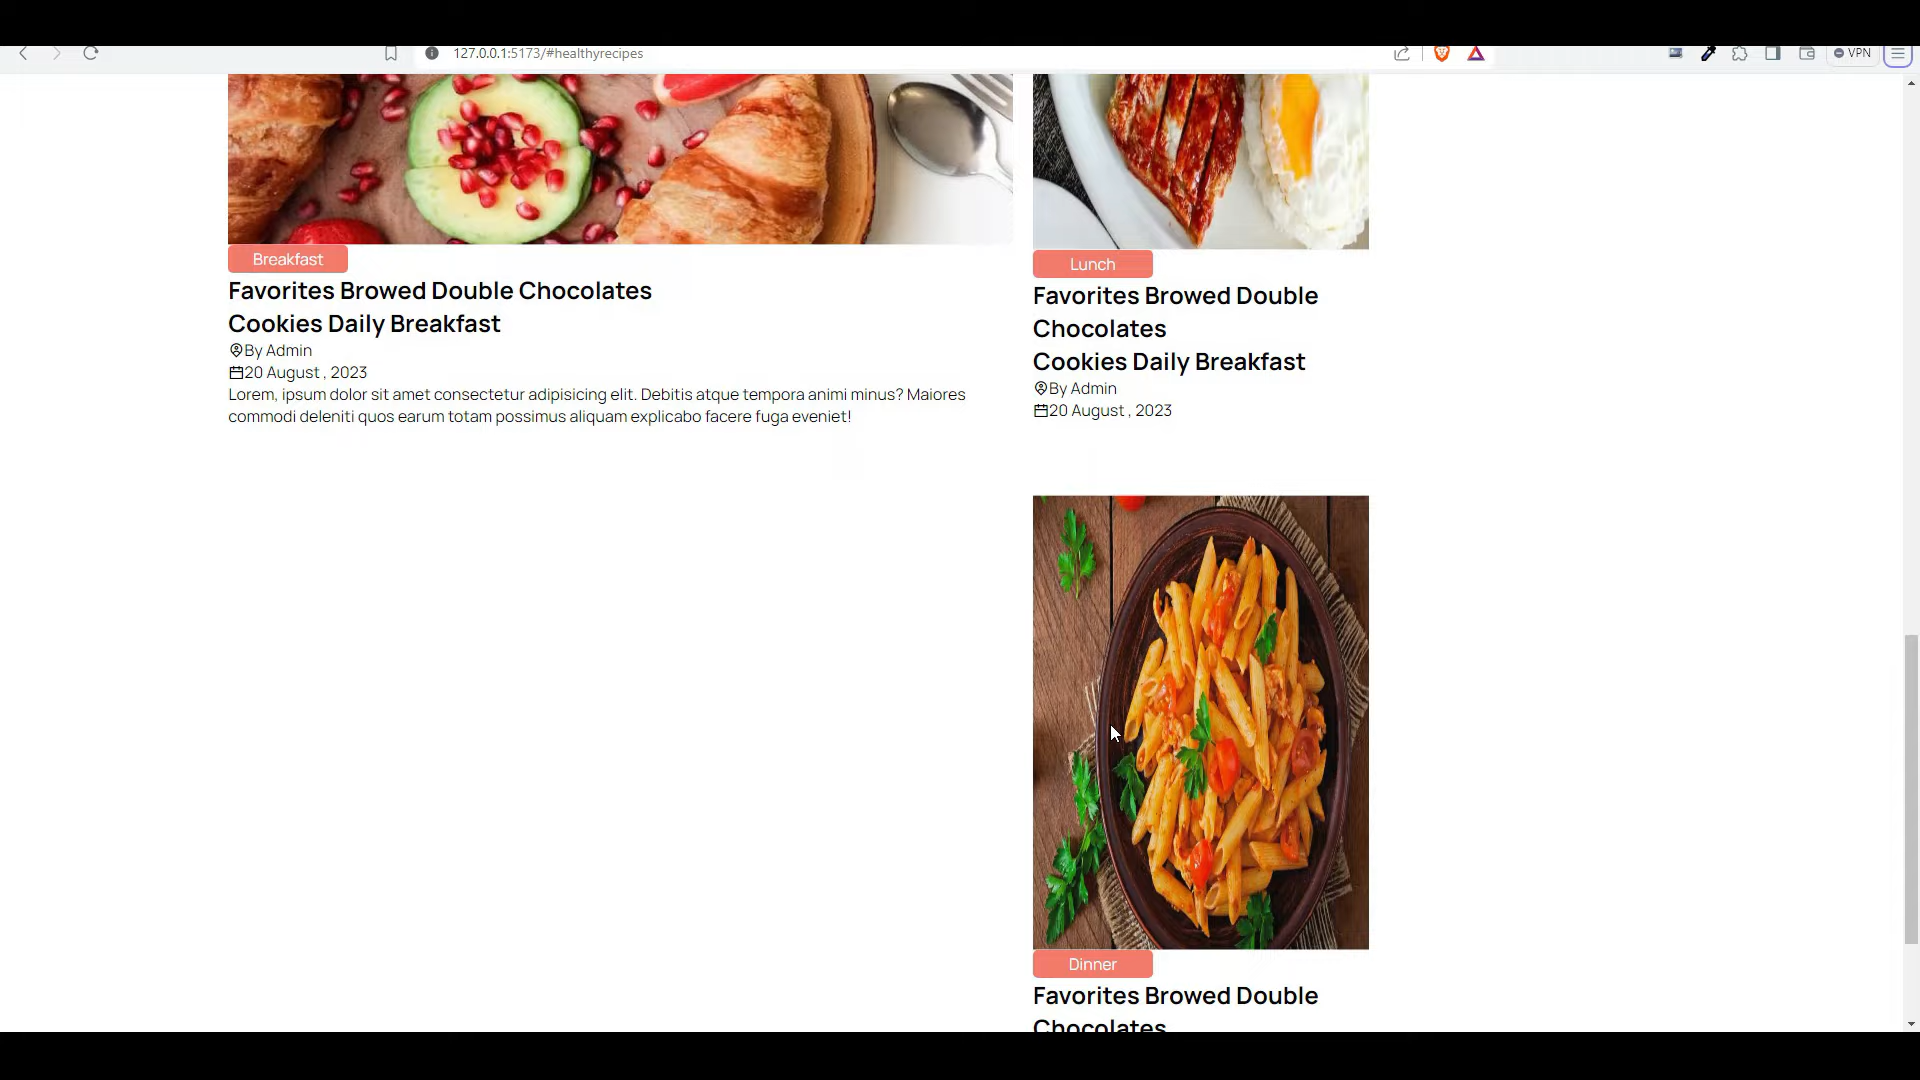 127.0.0.1:5173/#healthyrecipes
VPN
Breakfast
Favorites Browed Double Chocolates
Cookies Daily Breakfast
By Admin
20 August , 2023
Lorem, ipsum dolor sit amet consectetur adipisicing elit. Debitis atque tempora animi minus? Maiores
commodi deleniti quos earum totam possimus aliquam explicabo facere fuga eveniet!
Lunch
Favorites Browed Double
Chocolates
Cookies Daily Breakfast
By Admin
20 August , 2023
Dinner
Favorites Browed Double
Chocolates